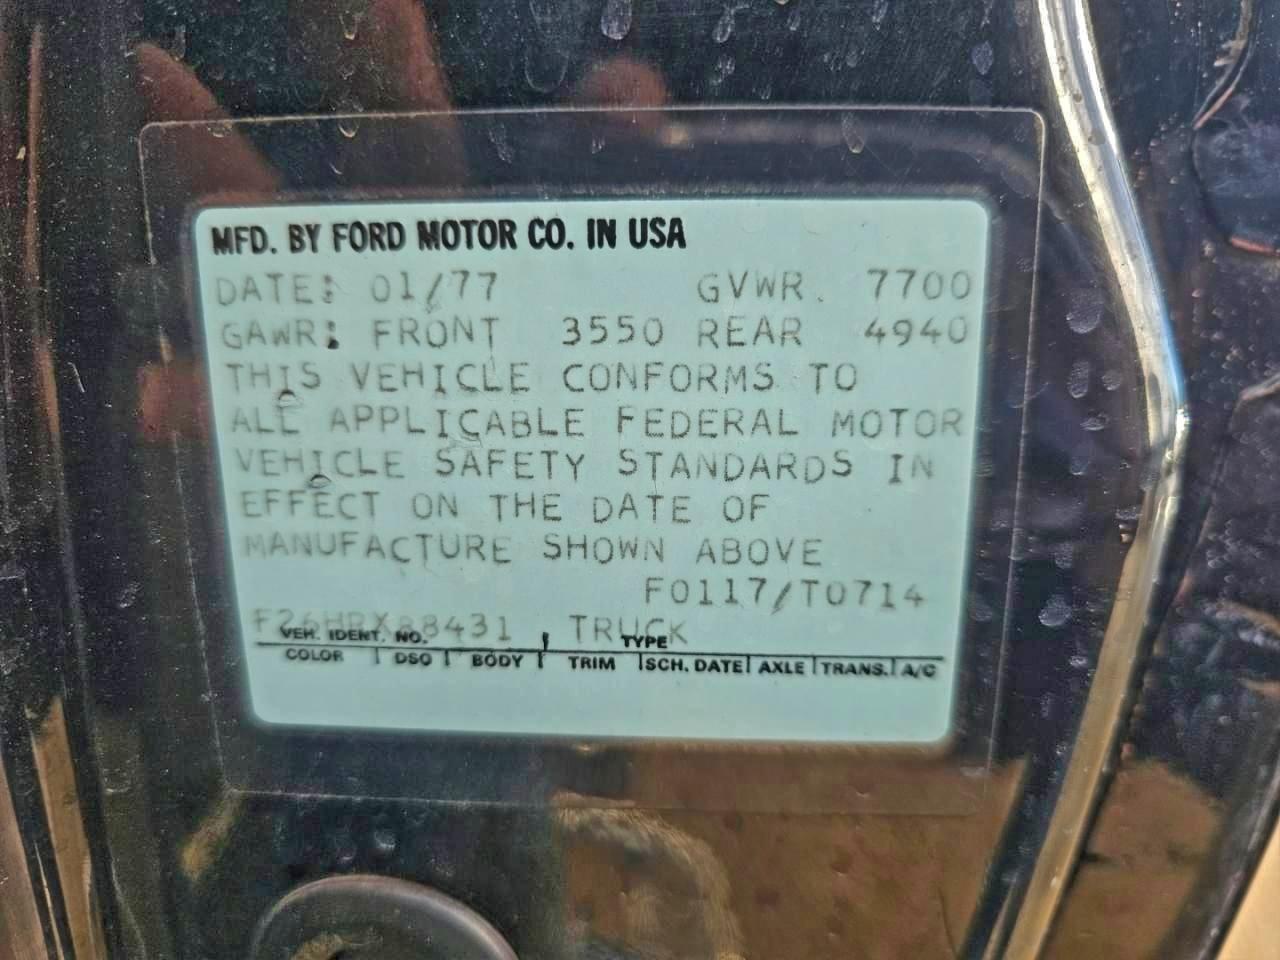 MFD. BY FORD MOTOR CO. IN USA
DATE: 01/77 GVWR. 7700
GAWR: FRONT 3550 REAR 4940
THIS VEHICLE CONFORMS TO
ALL APPLICABLE FEDERAL MOTOR
VEHICLE SAFETY STANDARDS IN
EFFECT ON THE DATE OF
MANUFACTURE SHOWN ABOVE
F0117/T0714
F26HRX88431 TRUCK
VEH. IDENT. NO. TYPE
COLOR DSO BODY TRIM SCH. DATE AXLE TRANS. A/C